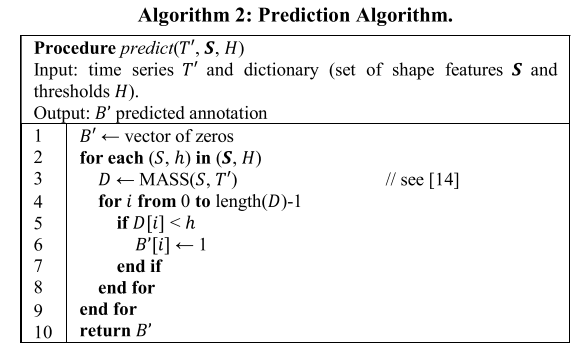 Algorithm 2: Prediction Algorithm.
Procedure predict(T′, S, H)
Input: time series T′ and dictionary (set of shape features S and
thresholds H).
Output: B’ predicted annotation
1 B′ ← vector of zeros
2 for each (S, h) in (S, H)
3 D ← MASS(S, T′) // see [14]
4 for i from 0 to length(D)-1
5 if D[i] < h
6 B’[i] ← 1
7 end if
8 end for
9 end for
10 return B′